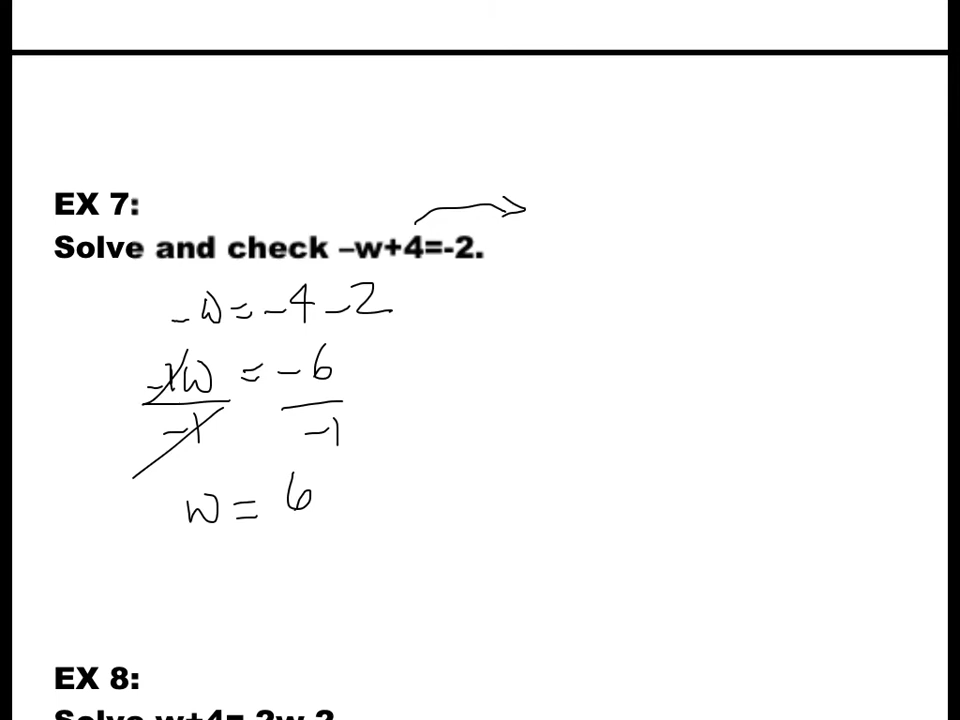 EX 7:
Solve and check –w+4=-2.
-w=-4-2
-1w = -6
-1 -1
w = 6
EX 8: